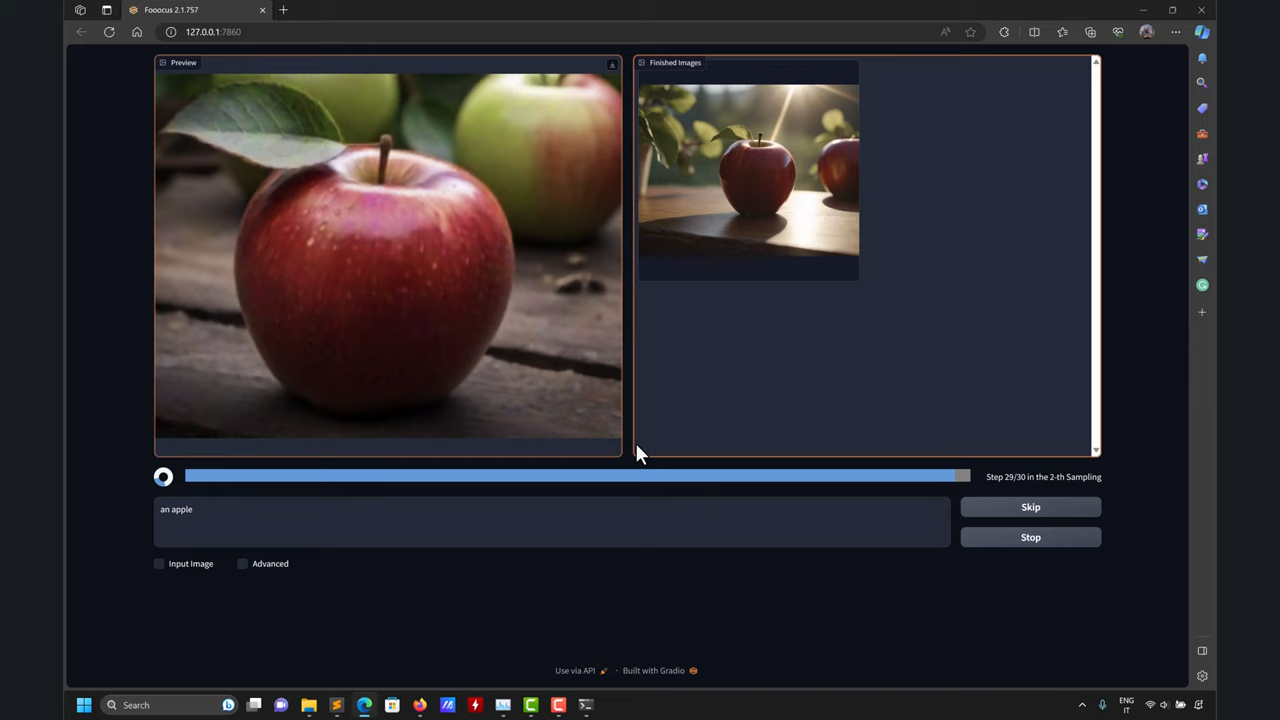 Fooocus 2.1.757
127.0.0.1:7860
Preview
Finished Images
Step 29/30 in the 2-th Sampling
an apple
Skip
Stop
Input Image
Advanced
Use via API
· Built with Gradio
Search
ENG
IT